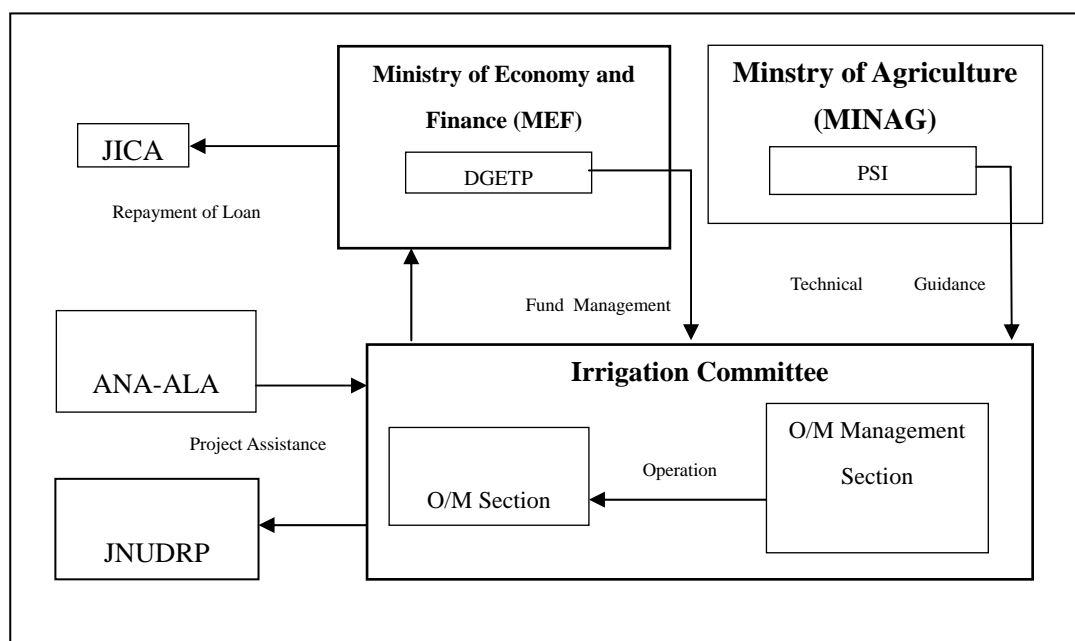 Ministry of Economy and
Finance (MEF)
DGETP
Minstry of Agriculture
(MINAG)
PSI
JICA
Repayment of Loan
Fund Management
Technical Guidance
ANA-ALA
Project Assistance
JNUDRP
Irrigation Committee
O/M Section
Operation
O/M Management
Section